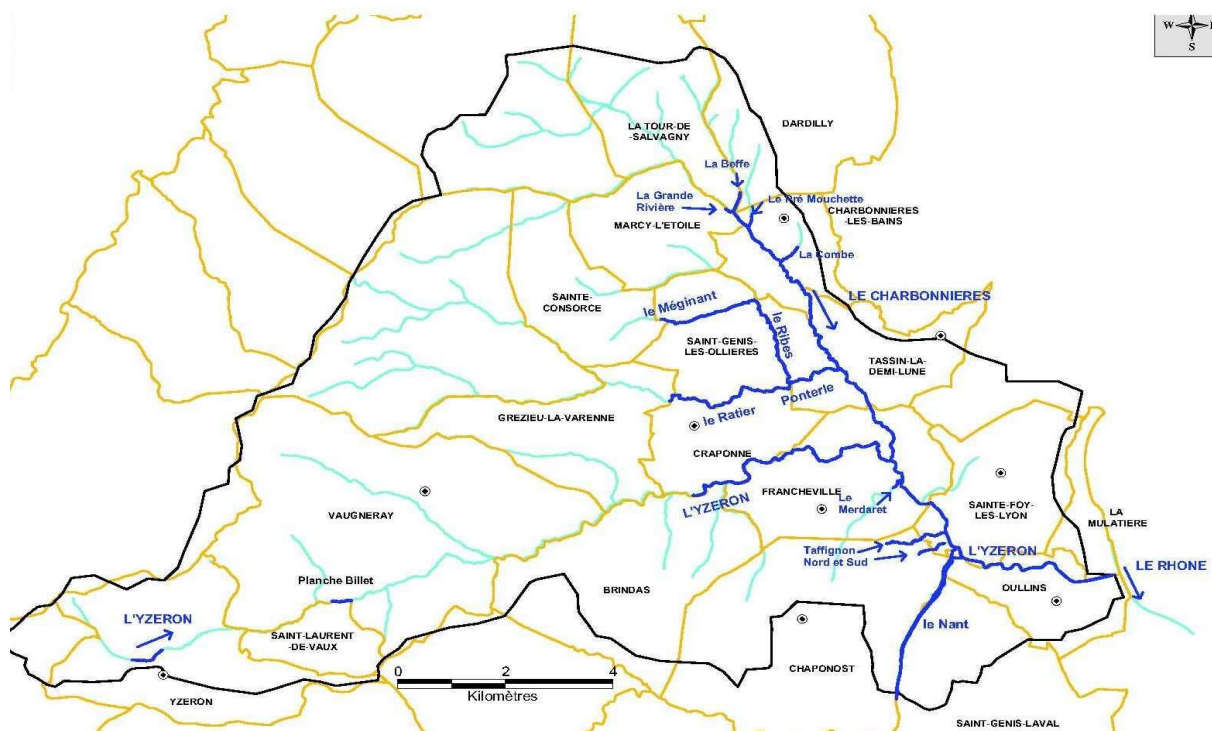 W E
S
DARDILLY
LA TOUR-DE
-SALVAGNY
La Beffe
La Grande
Rivière
Le Pré Mouchette
CHARBONNIERES
-LES-BAINS
MARCY-L'ETOILE
La Combe
LE CHARBONNIERES
SAINTE-
CONSORCE
le Méginant
le Ribes
SAINT-GENIS-
LES-OLLIERES
TASSIN-LA-
DEMI-LUNE
Ponterle
le Ratier
GREZIEU-LA-VARENNE
CRAPONNE
FRANCHEVILLE
L'YZERON
Le
Merdaret
SAINTE-FOY-
LES-LYON
VAUGNERAY
LA
MULATIERE
Taffignon
Nord et Sud
L'YZERON
LE RHONE
Planche Billet
BRINDAS
OULLINS
L'YZERON
le Nant
SAINT-LAURENT
-DE-VAUX
CHAPONOST
0 2 4
Kilomètres
YZERON
SAINT-GENIS-LAVAL